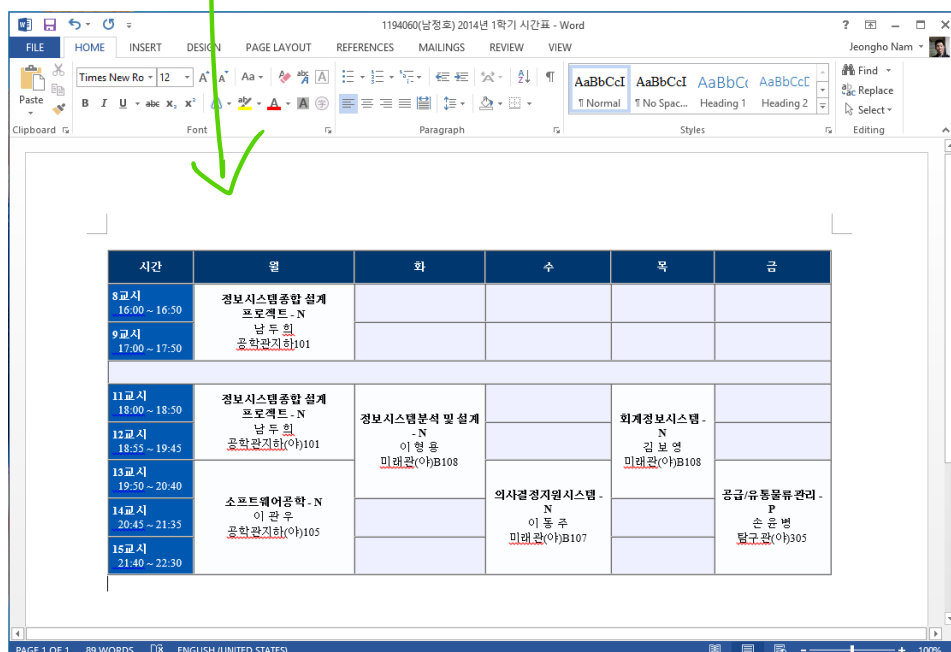 1194060(남정호) 2014년 1학기 시간표 - Word
FILE HOME INSERT DESIGN PAGE LAYOUT REFERENCES MAILINGS REVIEW VIEW Jeongho Nam
Paste
Times New Ro 12
B I U abc X₂ X² A
AaBbCcI AaBbCcI AaBbCc AaBbCcC
¶ Normal ¶ No Spac... Heading 1 Heading 2
Find
Replace
Select
Clipboard Font Paragraph Styles Editing
시간 월 화 수 목 금
8교시
16:00 ~ 16:50
9교시
17:00 ~ 17:50
정보시스템종합 설계
프로젝트 - N
남 두 희
공학관지하101
11교시
18:00 ~ 18:50
12교시
18:55 ~ 19:45
13교시
19:50 ~ 20:40
14교시
20:45 ~ 21:35
15교시
21:40 ~ 22:30
정보시스템종합 설계
프로젝트 - N
남 두 희
공학관지하(야)101
소프트웨어공학 - N
이 관 우
공학관지하(야)105
정보시스템분석 및 설계
- N
이 형 용
미래관(야)B108
의사결정지원시스템 -
N
이 동 주
미래관(야)B107
회계정보시스템 -
N
김 보 영
미래관(야)B108
공급/유통물류관리 -
P
손 윤 병
탐구관(야)305
PAGE 1 OF 1 89 WORDS ENGLISH (UNITED STATES) 100%